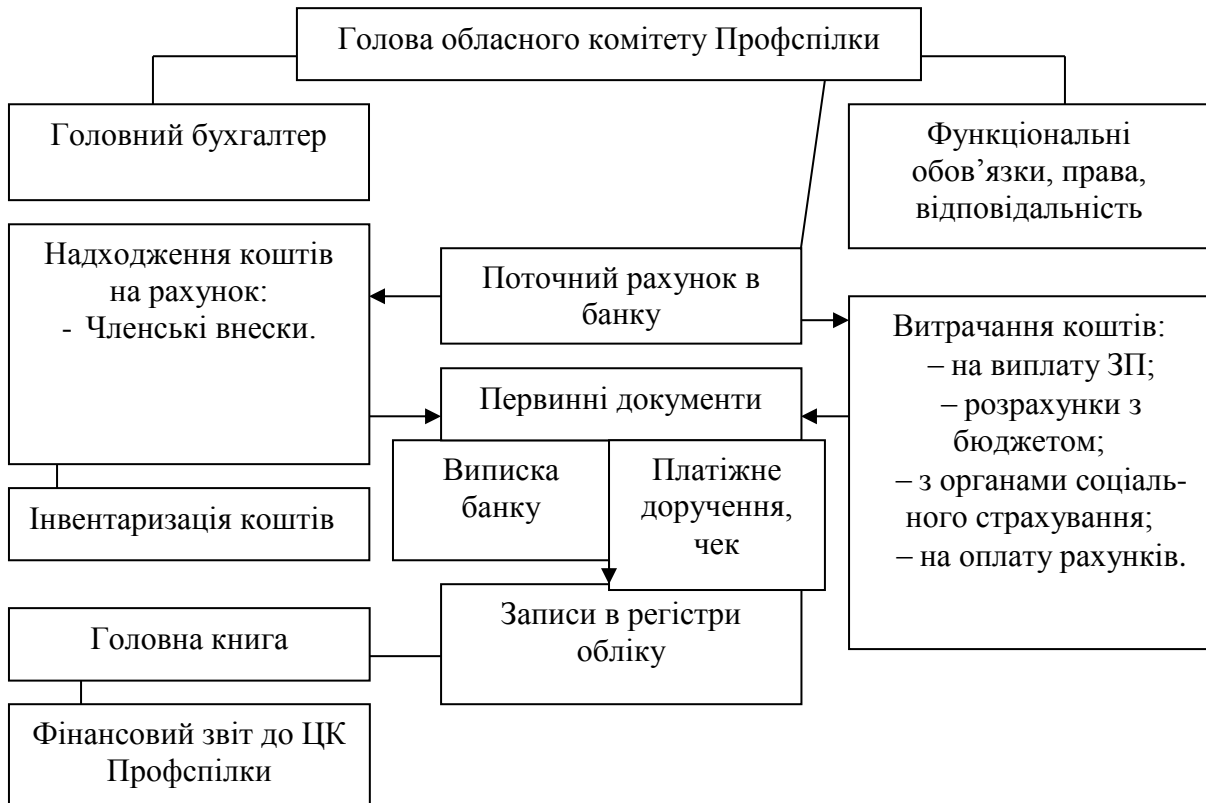 Голова обласного комітету Профспілки
Головний бухгалтер
Функціональні
обов’язки, права,
відповідальність
Надходження коштів
на рахунок:
- Членські внески.
Поточний рахунок в
банку
Витрачання коштів:
– на виплату ЗП;
– розрахунки з
бюджетом;
– з органами соціаль-
ного страхування;
– на оплату рахунків.
Первинні документи
Виписка
банку
Платіжне
доручення,
чек
Інвентаризація коштів
Записи в регістри
обліку
Головна книга
Фінансовий звіт до ЦК
Профспілки